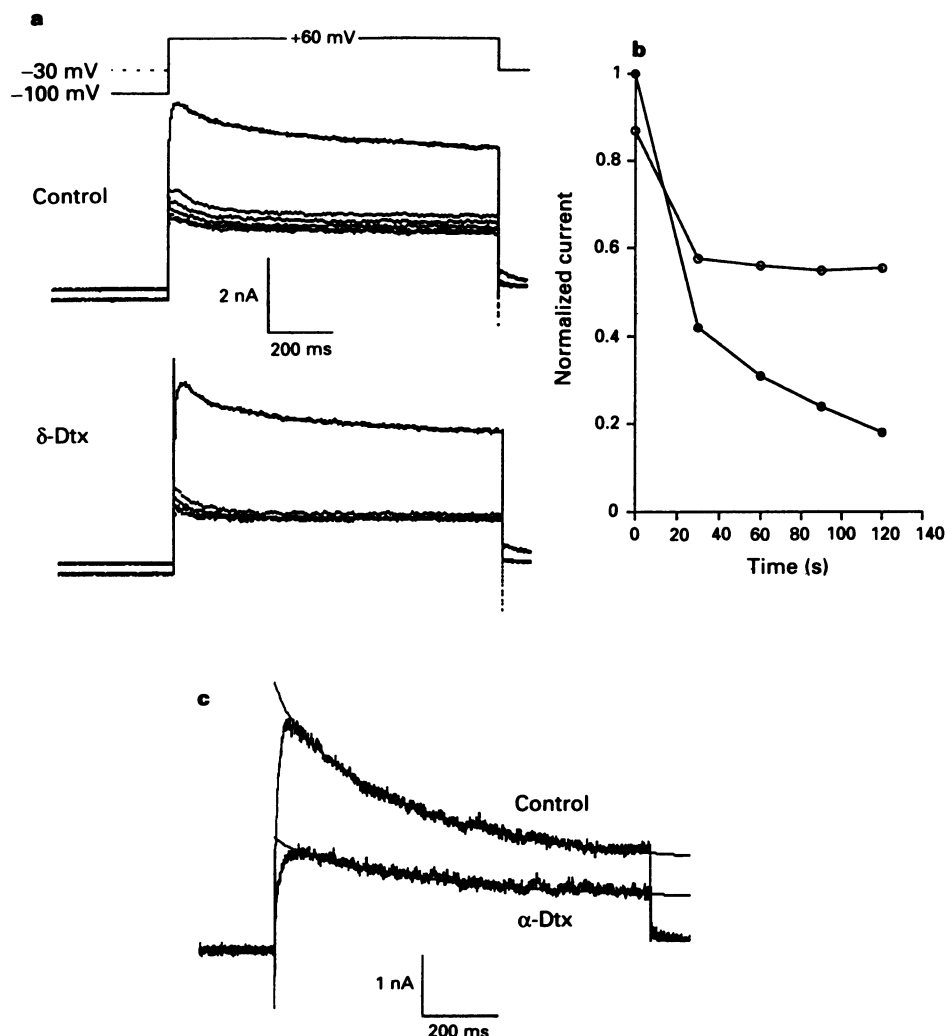 a
+60 mV
−30 mV
−100 mV
Control
2 nA
200 ms
δ-Dtx
b
1
0.8
0.6
0.4
0.2
0
Normalized current
0 20 40 60 80 100 120 140
Time (s)
c
Control
α-Dtx
1 nA
200 ms